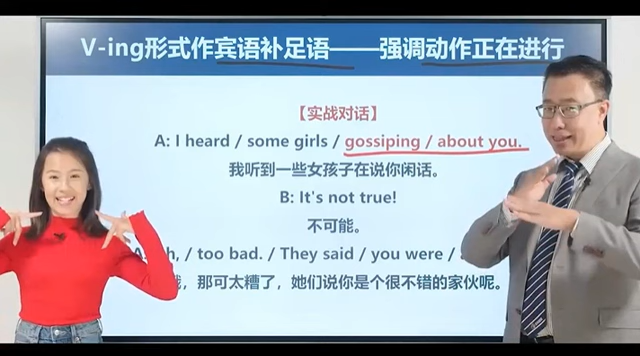 V-ing形式作宾语补足语——强调动作正在进行
【实战对话】
A: I heard / some girls / gossiping / about you.
我听到一些女孩子在说你闲话。
B: It's not true!
不可能。
h, / too bad. / They said / you were /
，那可太糟了，她们说你是个很不错的家伙呢。